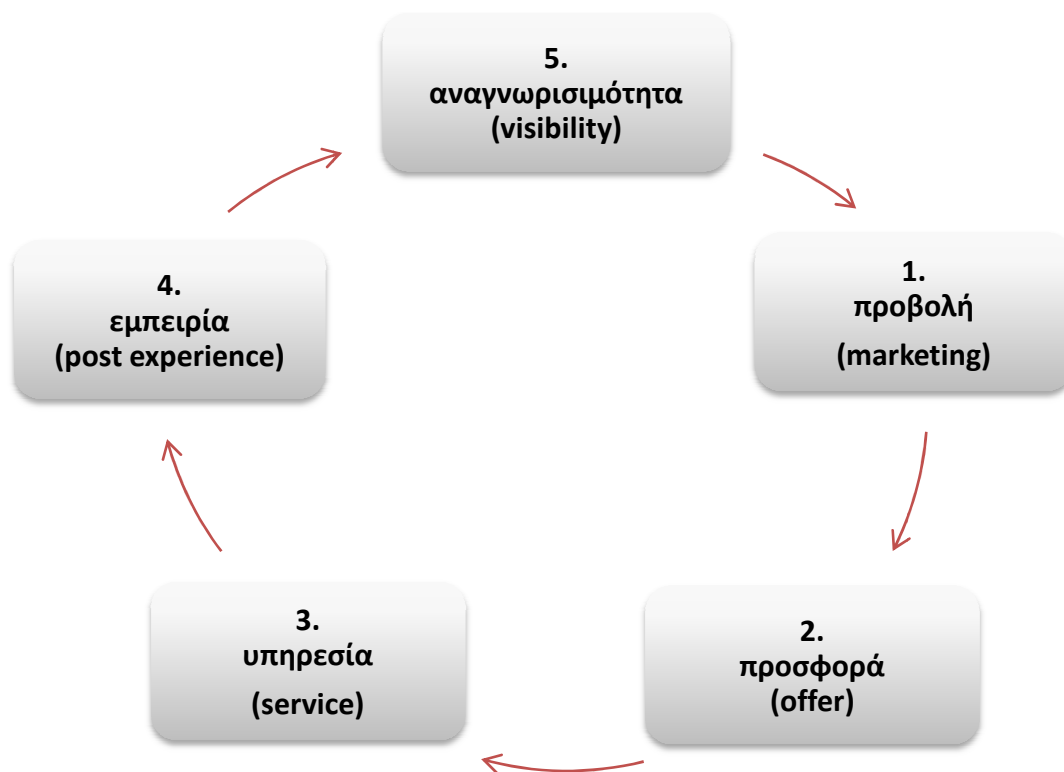 5.
αναγνωρισιμότητα
(visibility)
1.
προβολή
(marketing)
2.
προσφορά
(offer)
3.
υπηρεσία
(service)
4.
εμπειρία
(post experience)